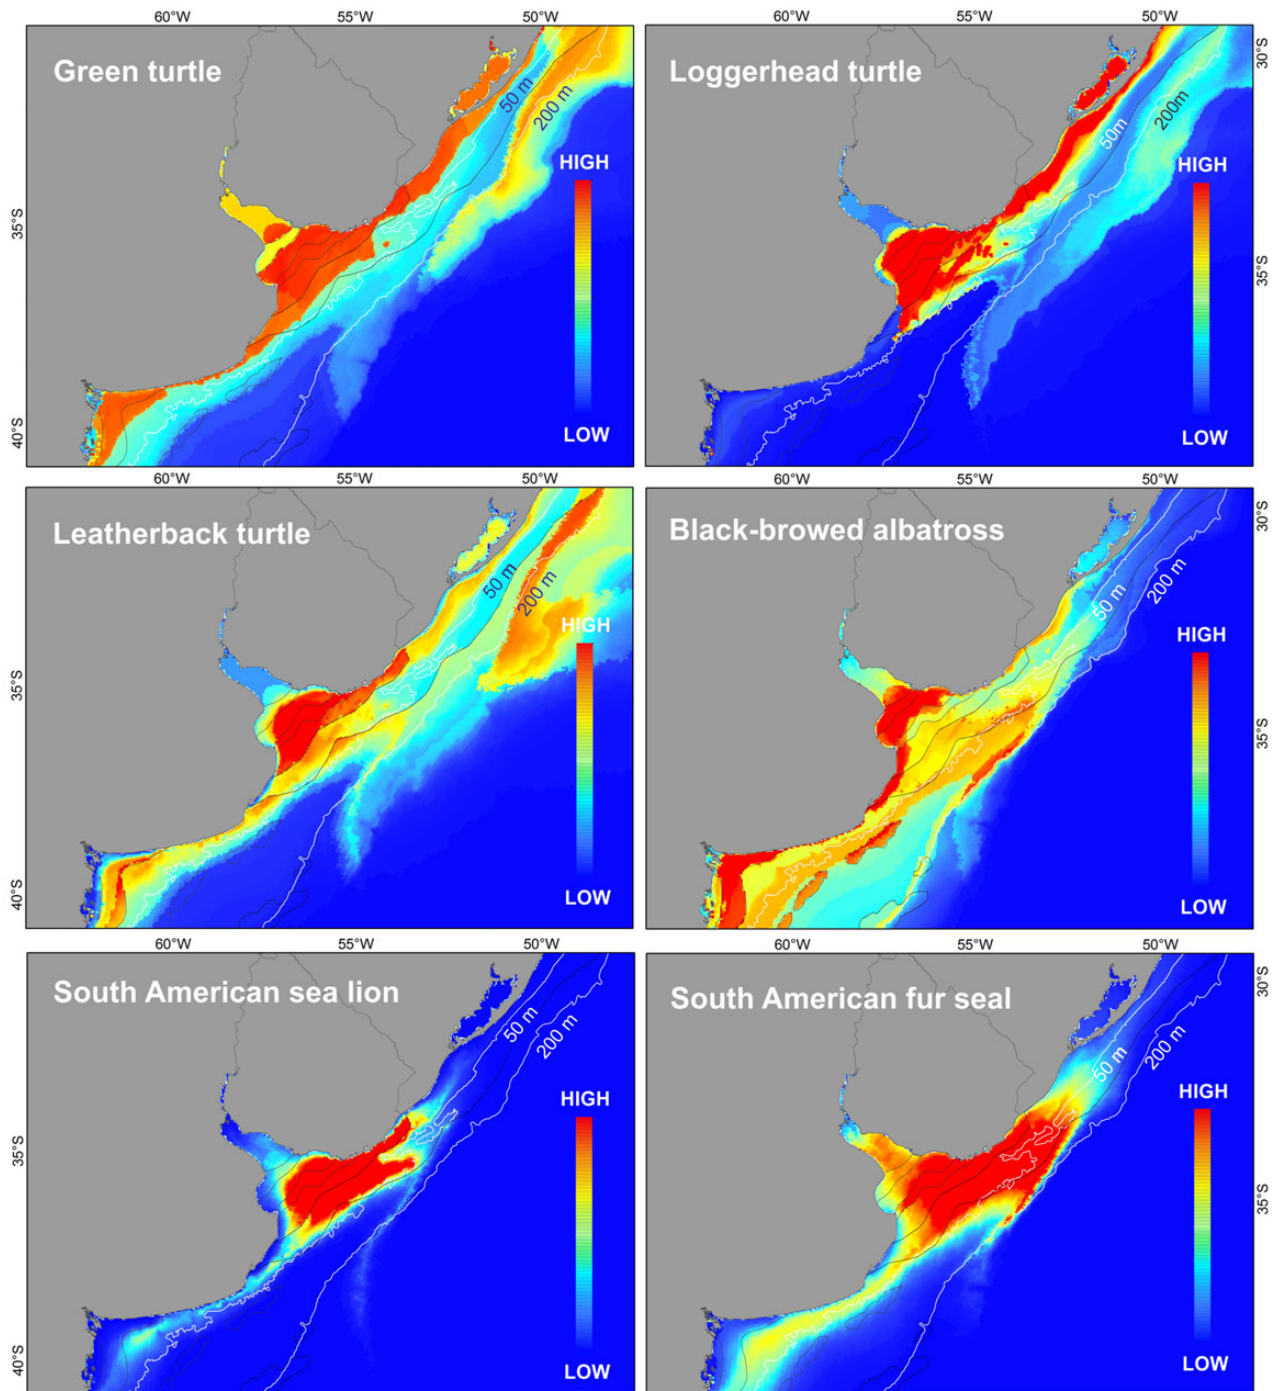 60°W 55°W 50°W 60°W 55°W 50°W
Green turtle
50 m
200 m
HIGH
LOW
35°S
40°S
Loggerhead turtle
50m
200m
HIGH
LOW
30°S
35°S
60°W 55°W 50°W 60°W 55°W 50°W
Leatherback turtle
50 m
200 m
HIGH
LOW
35°S
40°S
Black-browed albatross
50 m
200 m
HIGH
LOW
30°S
35°S
60°W 55°W 50°W 60°W 55°W 50°W
South American sea lion
50 m
200 m
HIGH
LOW
35°S
40°S
South American fur seal
50 m
200 m
HIGH
LOW
30°S
35°S